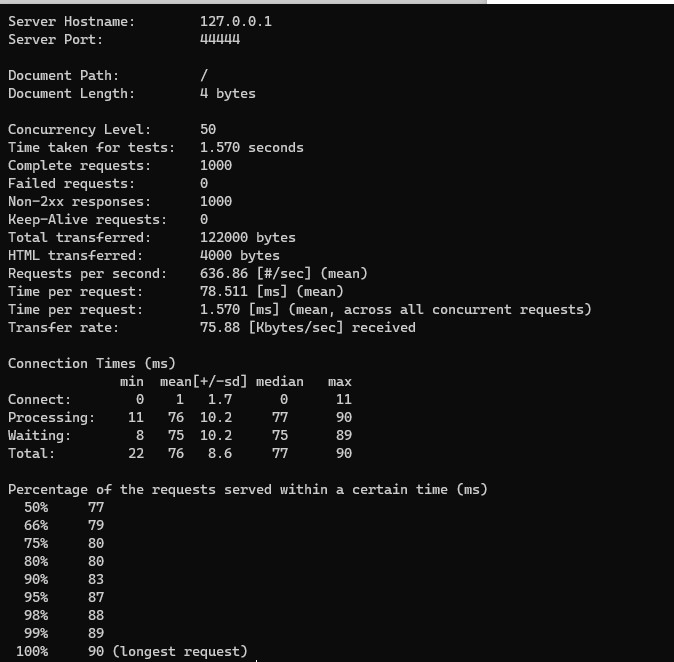 Server Hostname: 127.0.0.1
Server Port: 44444
Document Path: /
Document Length: 4 bytes
Concurrency Level: 50
Time taken for tests: 1.570 seconds
Complete requests: 1000
Failed requests: 0
Non-2xx responses: 1000
Keep-Alive requests: 0
Total transferred: 122000 bytes
HTML transferred: 4000 bytes
Requests per second: 636.86 [#/sec] (mean)
Time per request: 78.511 [ms] (mean)
Time per request: 1.570 [ms] (mean, across all concurrent requests)
Transfer rate: 75.88 [Kbytes/sec] received
Connection Times (ms)
min mean[+/-sd] median max
Connect: 0 1 1.7 0 11
Processing: 11 76 10.2 77 90
Waiting: 8 75 10.2 75 89
Total: 22 76 8.6 77 90
Percentage of the requests served within a certain time (ms)
50% 77
66% 79
75% 80
80% 80
90% 83
95% 87
98% 88
99% 89
100% 90 (longest request)